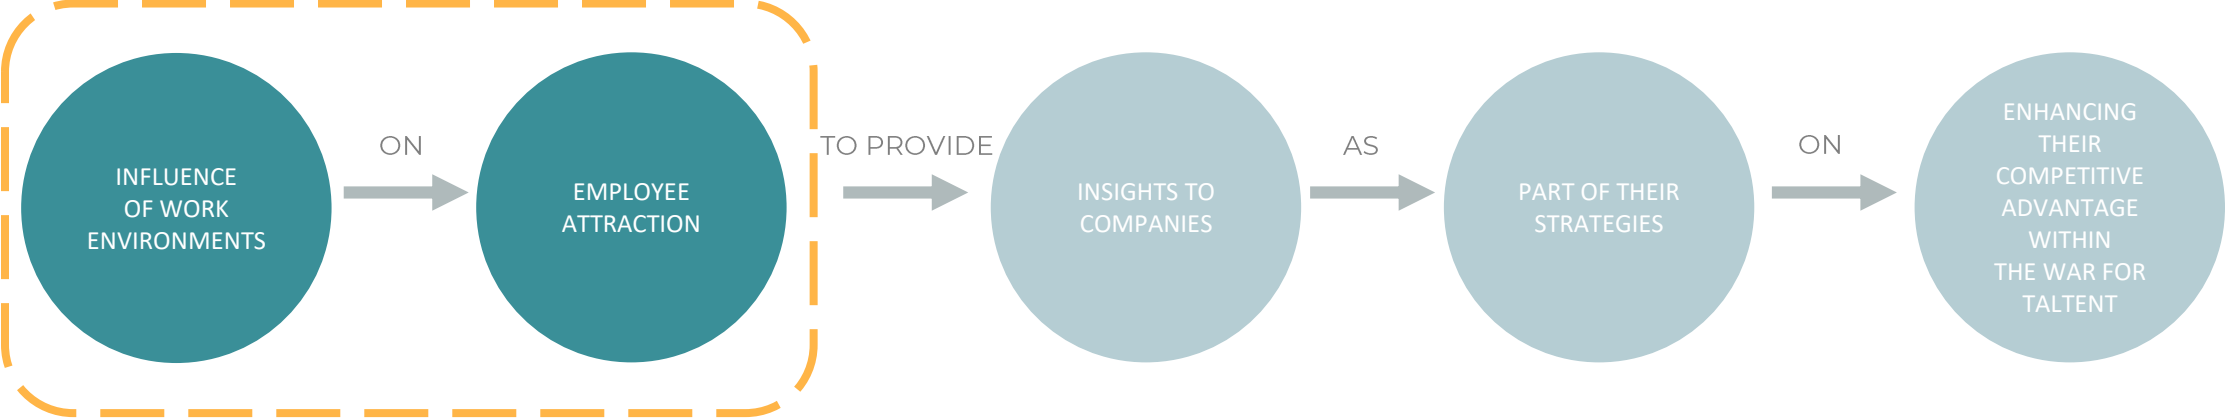 INFLUENCE
OF WORK
ENVIRONMENTS
ON
EMPLOYEE
ATTRACTION
TO PROVIDE
INSIGHTS TO
COMPANIES
AS
PART OF THEIR
STRATEGIES
ON
ENHANCING
THEIR
COMPETITIVE
ADVANTAGE
WITHIN
THE WAR FOR
TALTENT